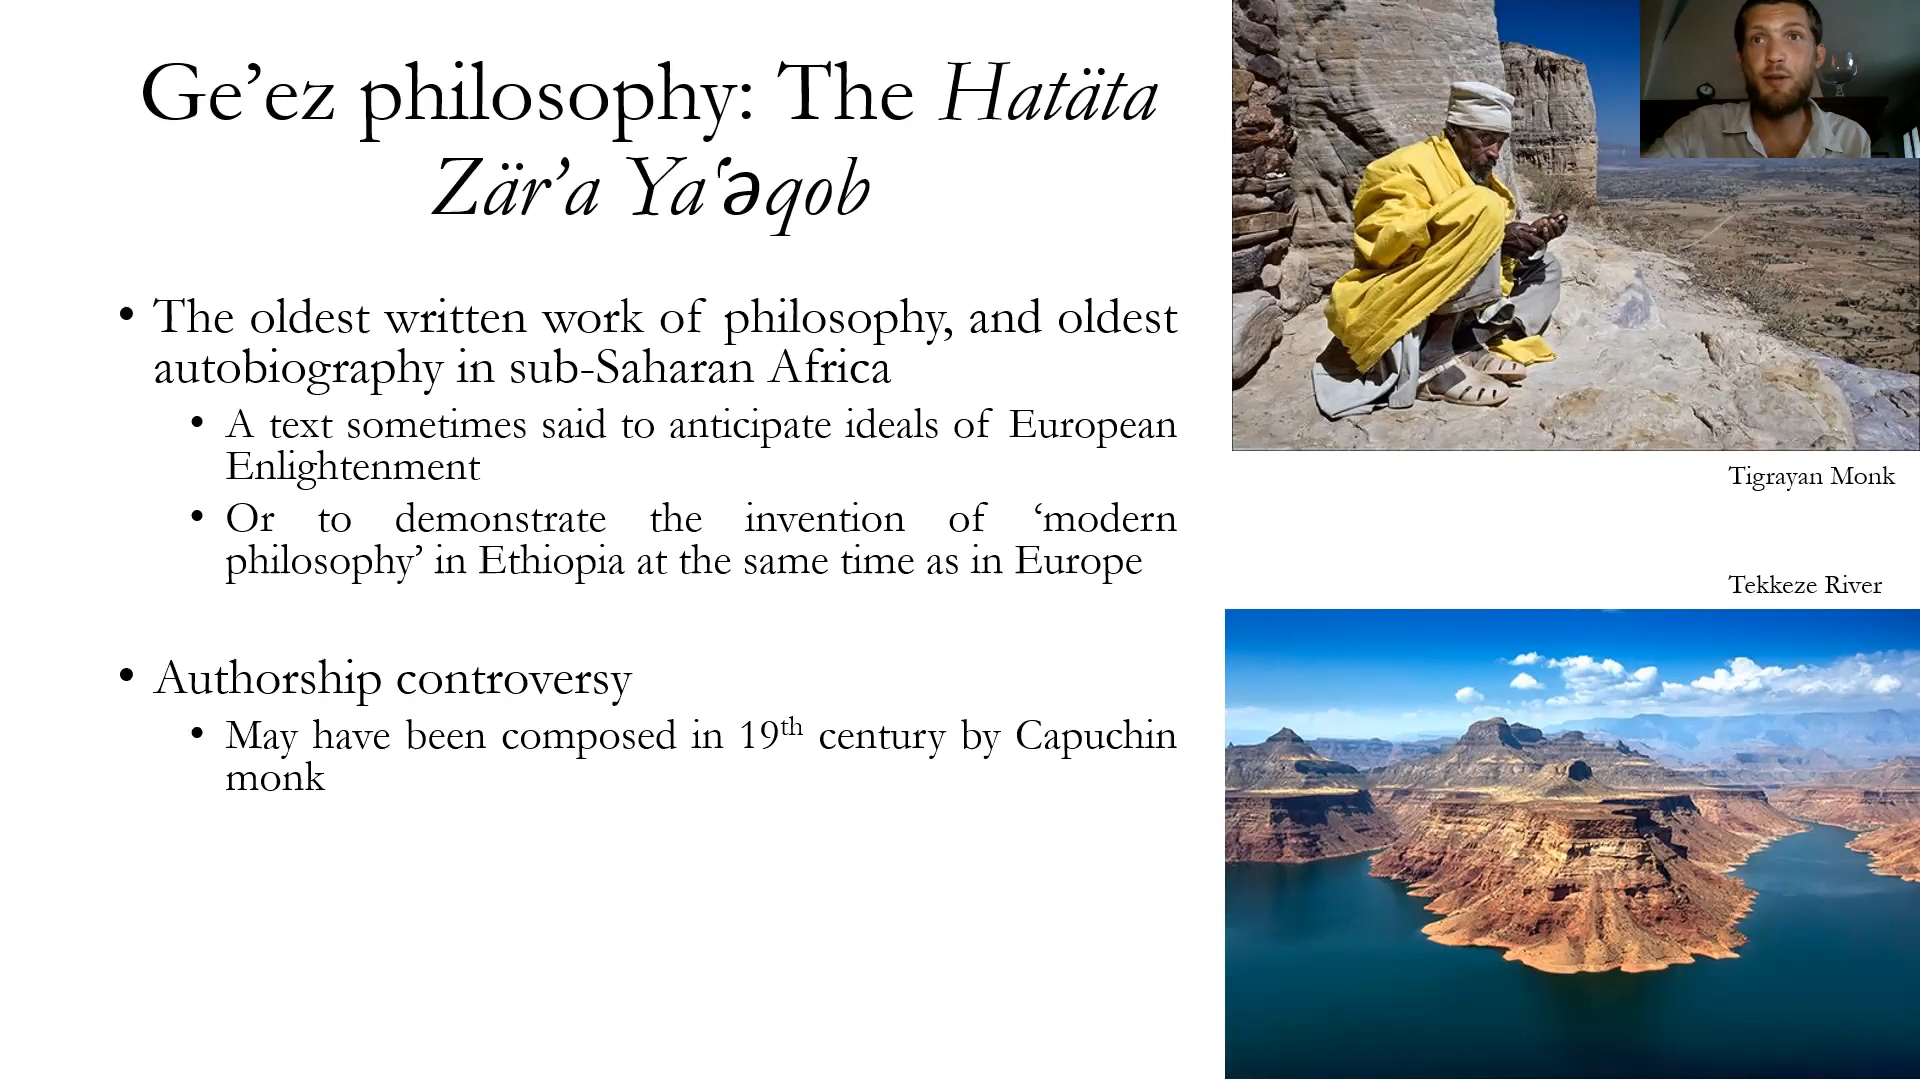 Ge’ez philosophy: The Hatäta
Zär’a Ya‘əqob
• The oldest written work of philosophy, and oldest
autobiography in sub-Saharan Africa
• A text sometimes said to anticipate ideals of European
Enlightenment
• Or to demonstrate the invention of ‘modern
philosophy’ in Ethiopia at the same time as in Europe
• Authorship controversy
• May have been composed in 19th century by Capuchin
monk
Tigrayan Monk
Tekkeze River